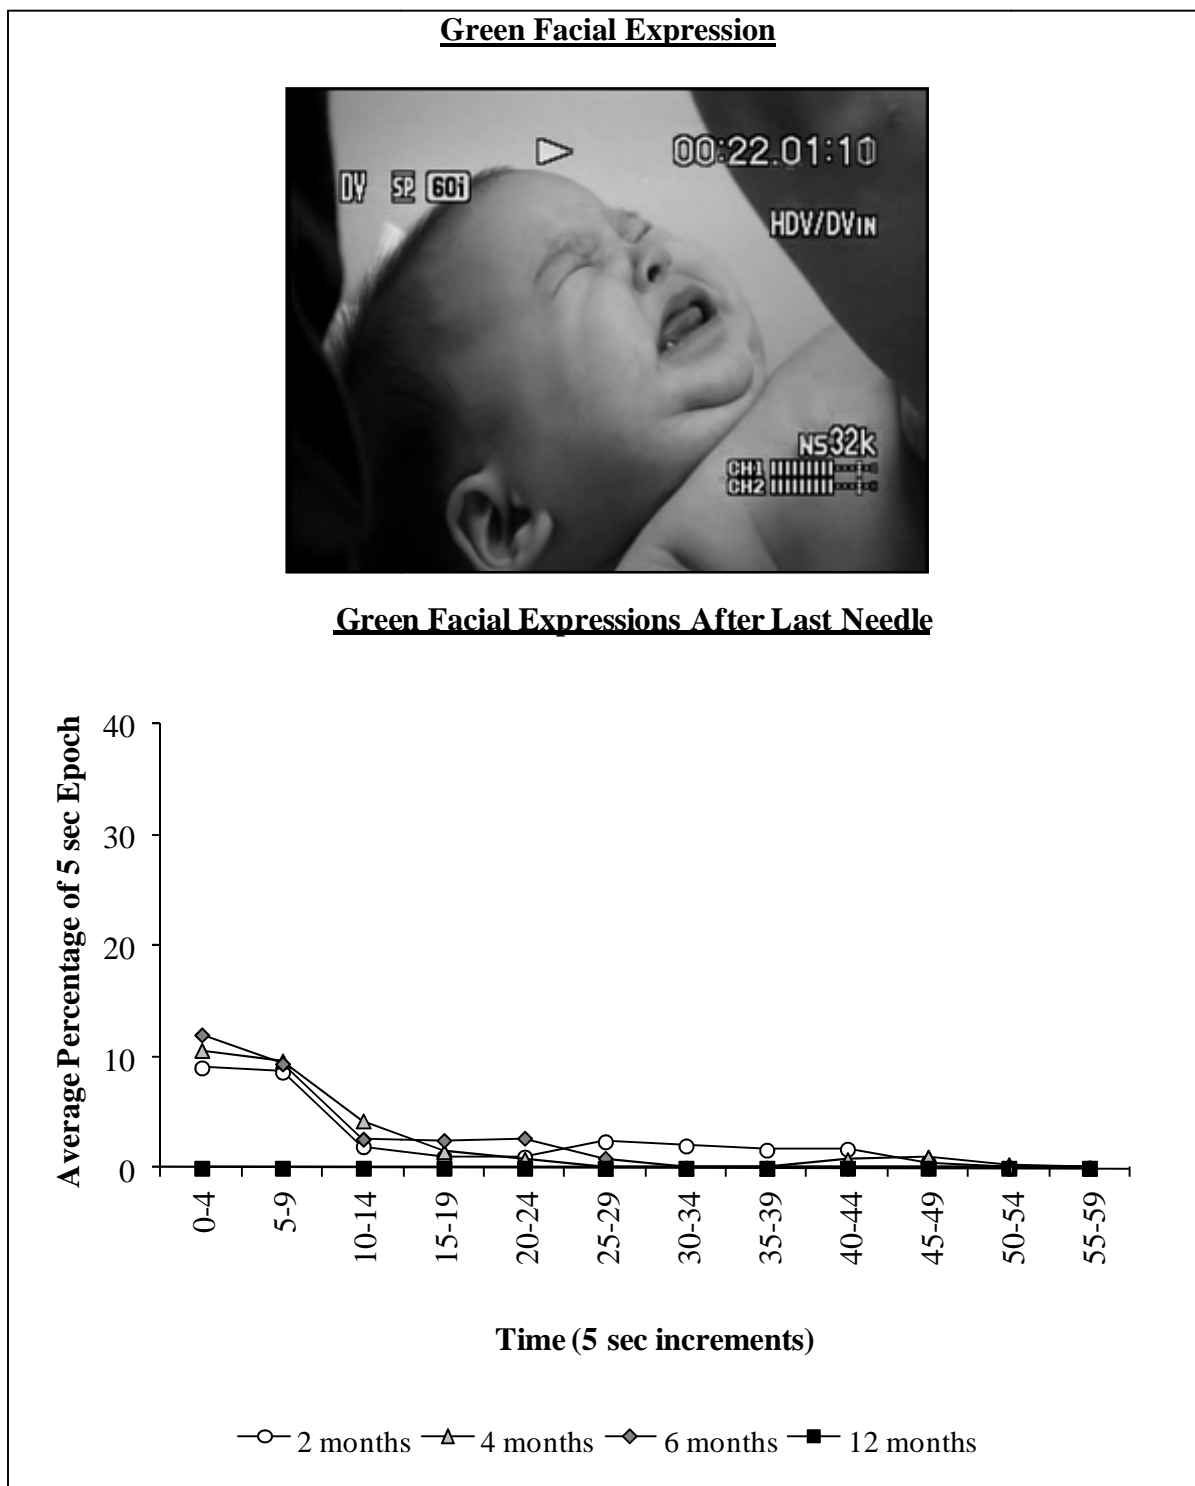 Green Facial Expression
00:22.01:10
DV SP 60i
HDV/DVIN
NS32k
CH1
CH2
Green Facial Expressions After Last Needle
Average Percentage of 5 sec Epoch
40
30
20
10
0
0-4
5-9
10-14
15-19
20-24
25-29
30-34
35-39
40-44
45-49
50-54
55-59
Time (5 sec increments)
2 months 4 months 6 months 12 months